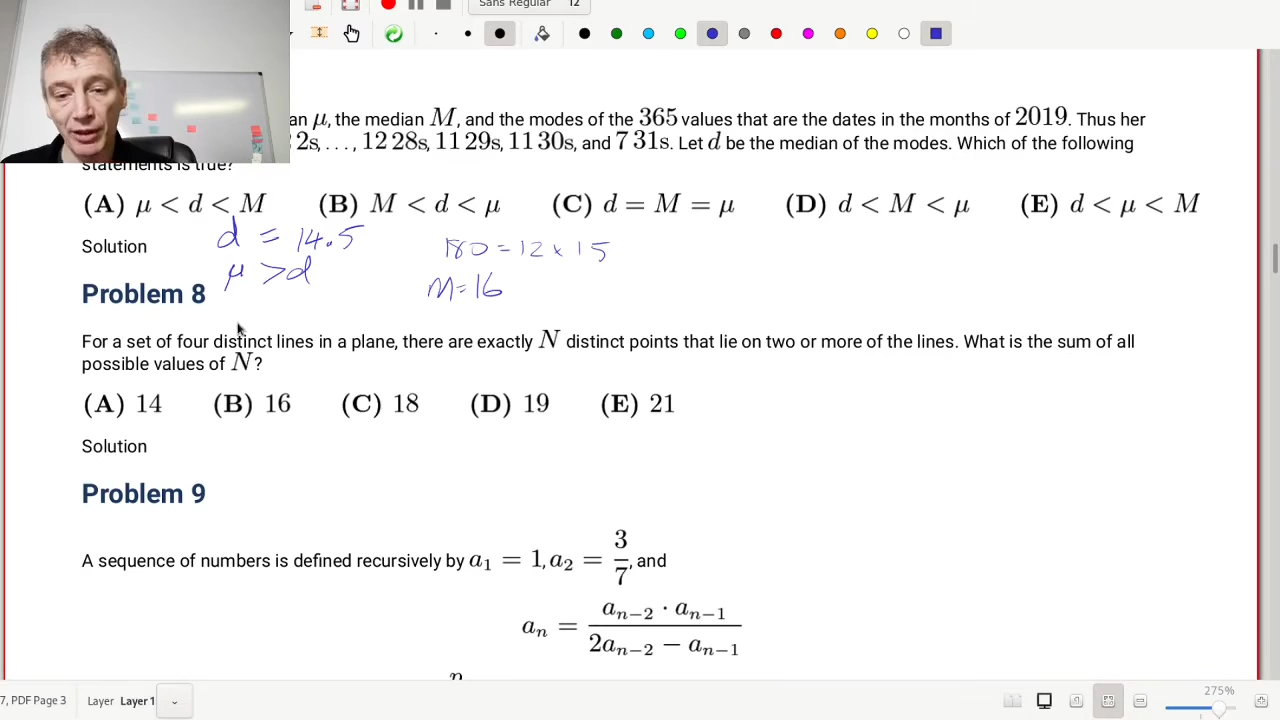 Sans Regular 12
an μ, the median M, and the modes of the 365 values that are the dates in the months of 2019. Thus her
2s, . . . , 12 28s, 11 29s, 11 30s, and 7 31s. Let d be the median of the modes. Which of the following
statements is true?
(A) μ < d < M (B) M < d < μ (C) d = M = μ (D) d < M < μ (E) d < μ < M
d = 14.5
180 = 12 x 15
Solution
μ > d
M = 16
Problem 8
For a set of four distinct lines in a plane, there are exactly N distinct points that lie on two or more of the lines. What is the sum of all
possible values of N?
(A) 14 (B) 16 (C) 18 (D) 19 (E) 21
Solution
Problem 9
A sequence of numbers is defined recursively by a₁ = 1, a₂ = 3/7, and
aₙ = (aₙ₋₂ · aₙ₋₁)/(2aₙ₋₂ − aₙ₋₁)
7, PDF Page 3 Layer Layer 1 275%